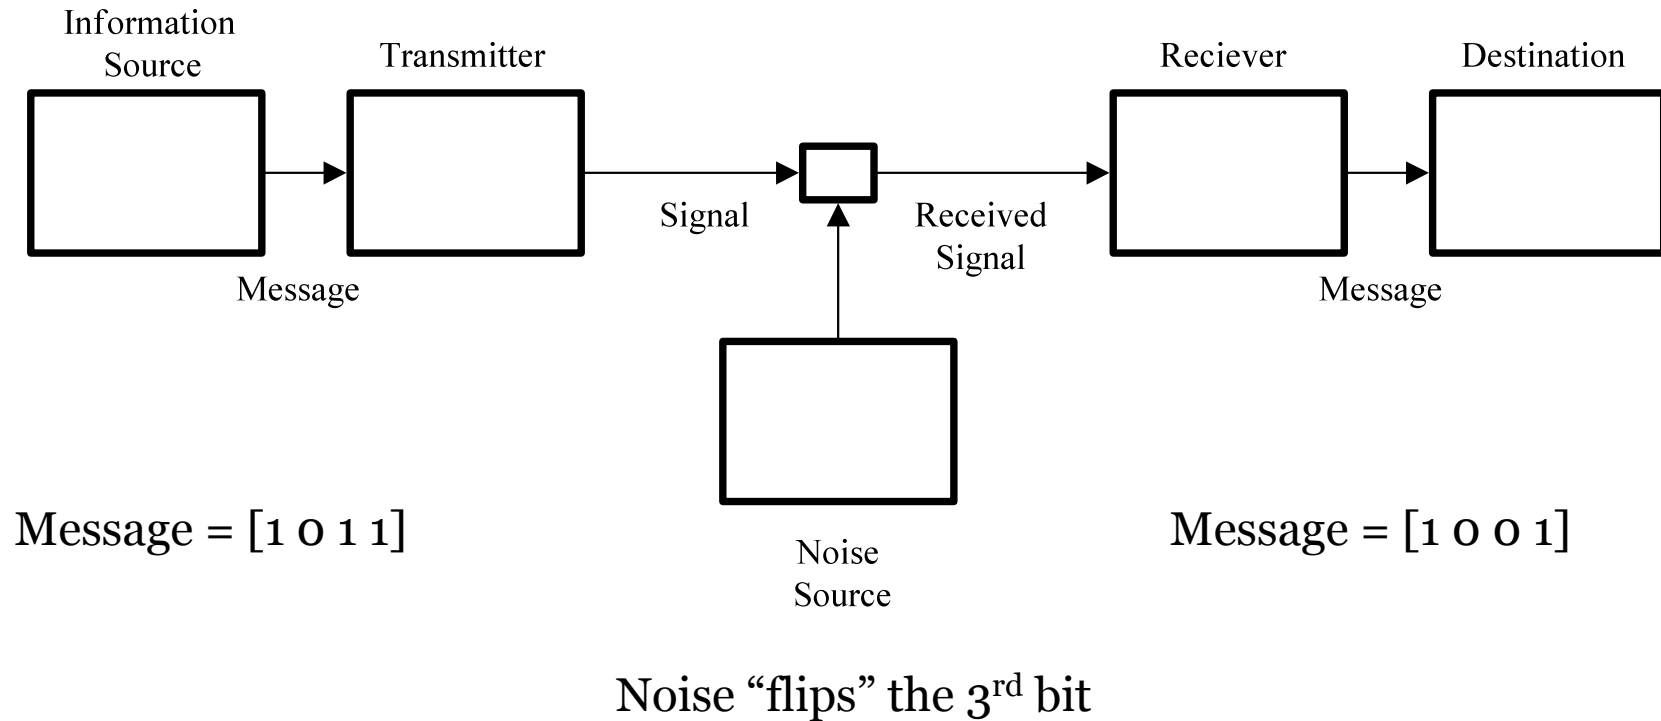 Information
Source
Transmitter
Reciever
Destination
Signal
Received
Signal
Message
Message
Message = [1 0 1 1]
Message = [1 0 0 1]
Noise
Source
Noise “flips” the 3rd bit